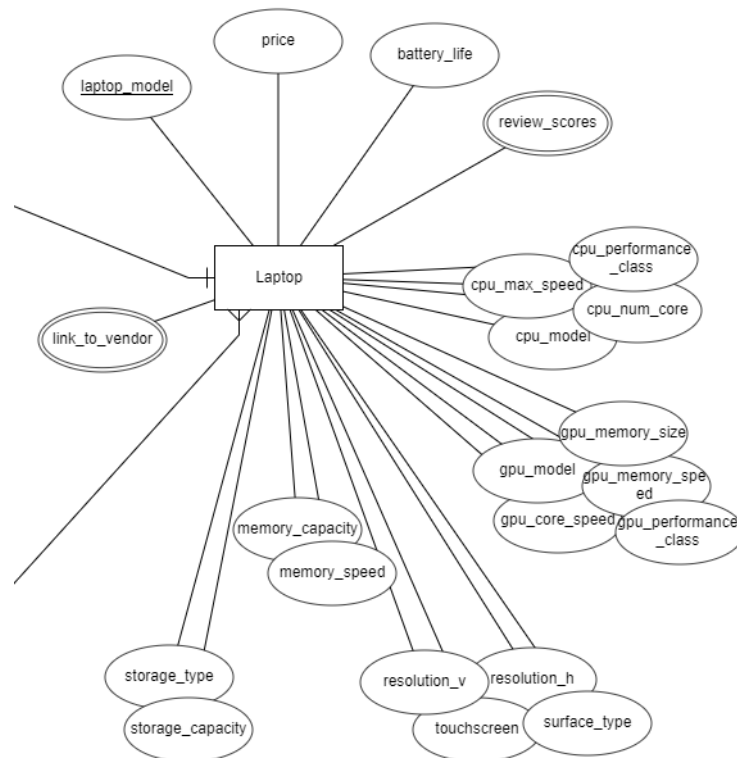 price
battery_life
laptop_model
review_scores
cpu_performance
_class
Laptop
cpu_max_speed
cpu_num_core
cpu_model
link_to_vendor
gpu_memory_size
gpu_model
gpu_memory_spe
ed
gpu_core_speed
gpu_performance
_class
memory_capacity
memory_speed
storage_type
storage_capacity
resolution_v
resolution_h
touchscreen
surface_type